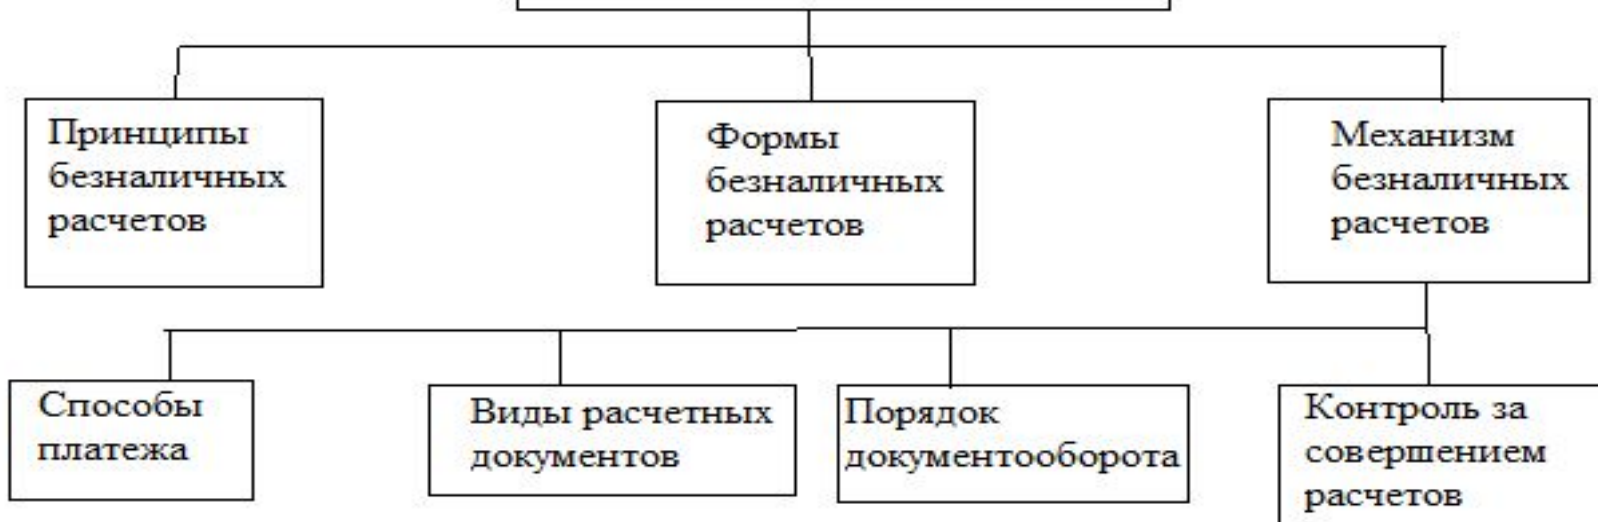 Принципы
безналичных
расчетов
Формы
безналичных
расчетов
Механизм
безналичных
расчетов
Способы
платежа
Виды расчетных
документов
Порядок
документооборота
Контроль за
совершением
расчетов